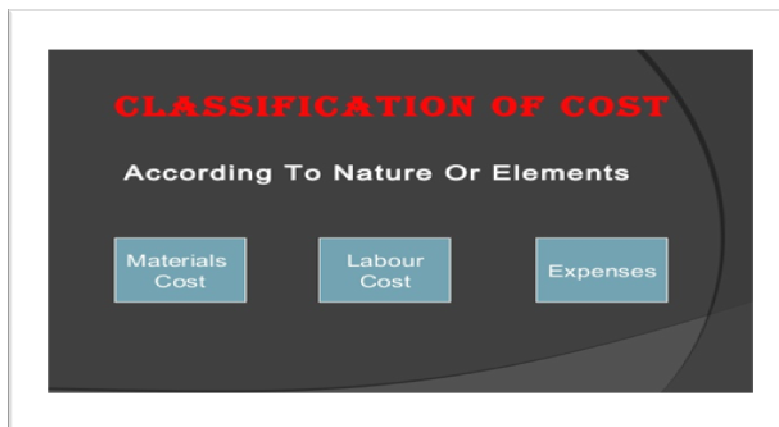 CLASSIFICATION OF COST
According To Nature Or Elements
Materials
Cost
Labour
Cost
Expenses